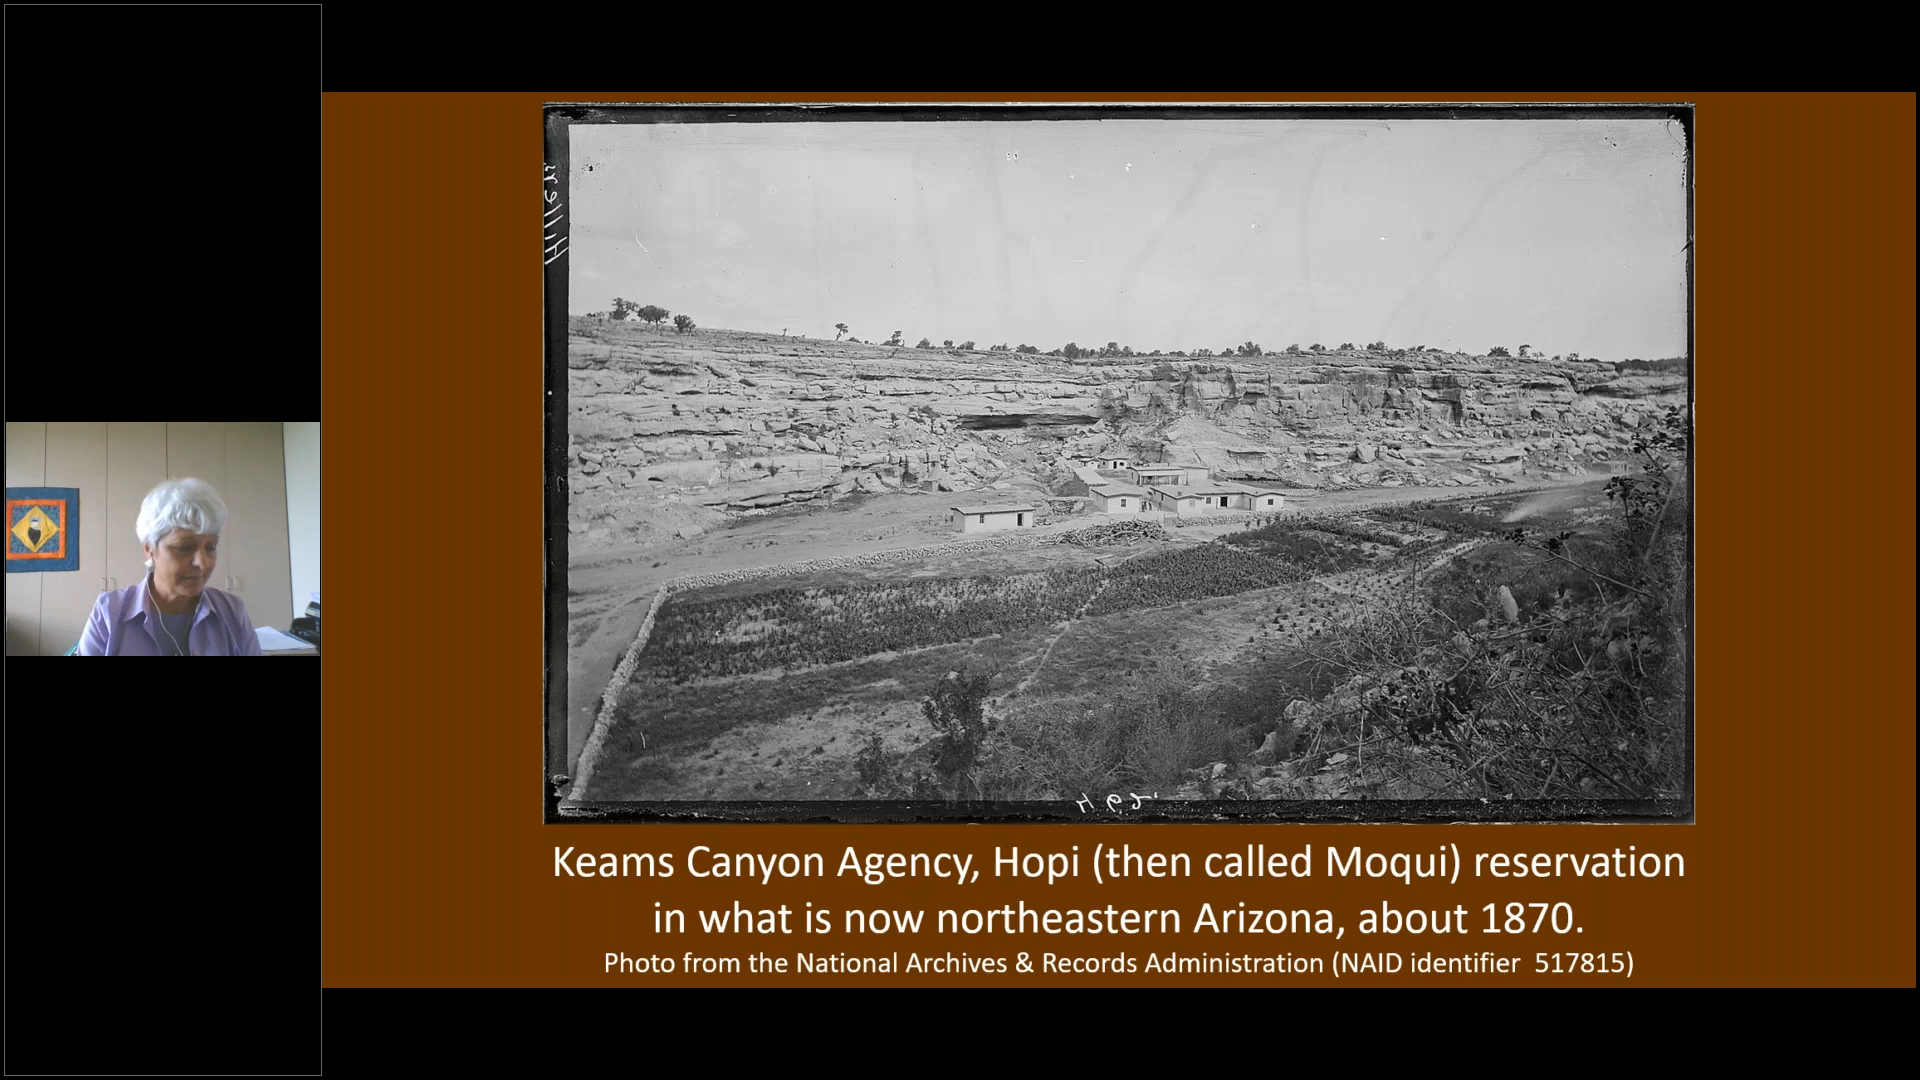 Hillers
Keams Canyon Agency, Hopi (then called Moqui) reservation
in what is now northeastern Arizona, about 1870.
Photo from the National Archives & Records Administration (NAID identifier 517815)